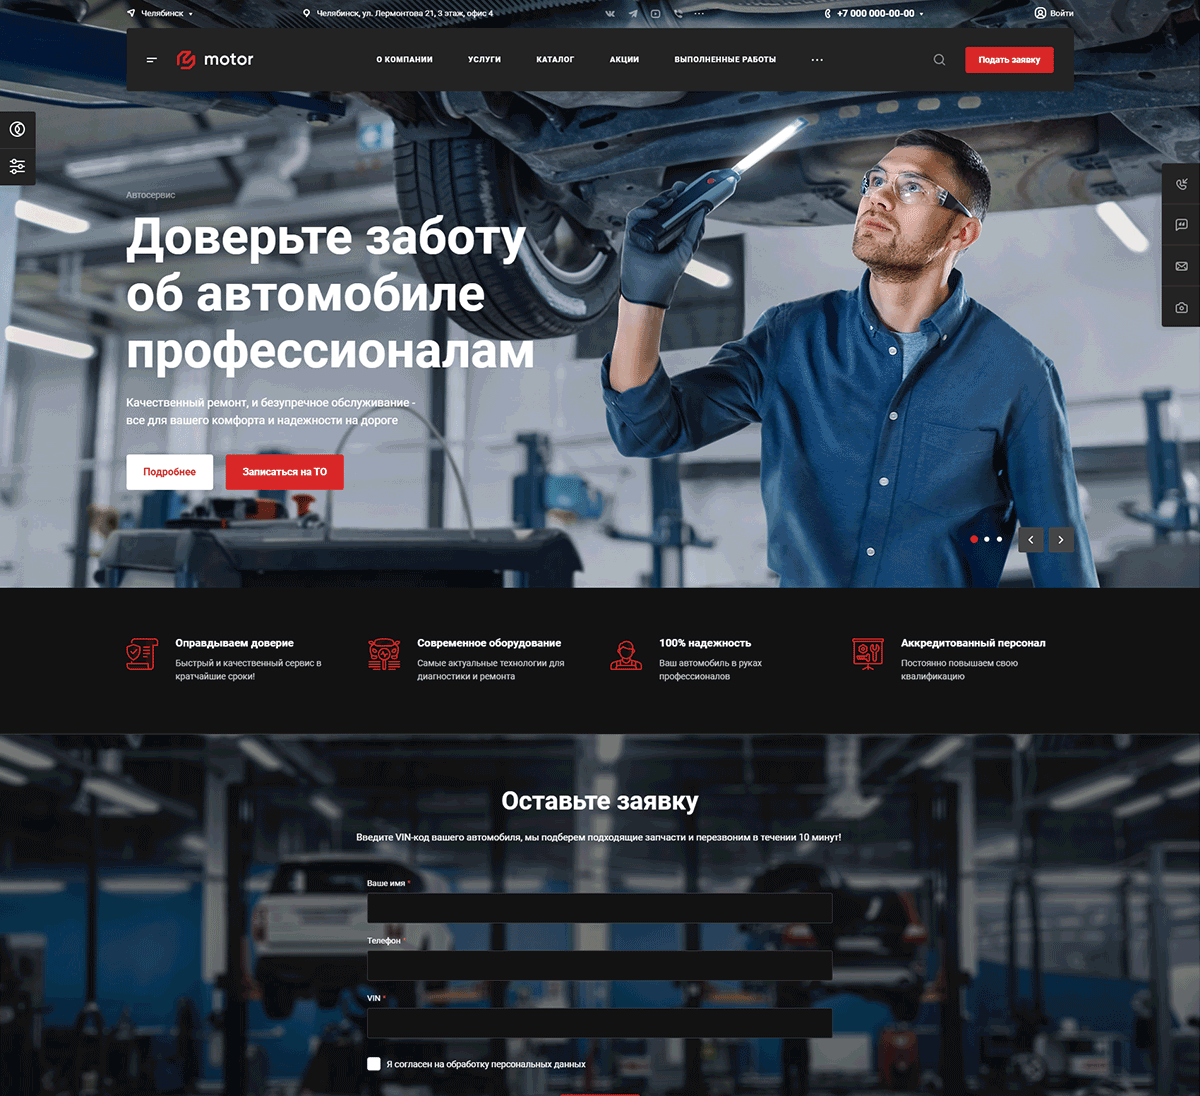 Челябинск
Челябинск, ул. Лермонтова 21, 3 этаж, офис 4
+7 000 000-00-00
Войти
motor
О КОМПАНИИ
УСЛУГИ
КАТАЛОГ
АКЦИИ
ВЫПОЛНЕННЫЕ РАБОТЫ
Подать заявку
Автосервис
Доверьте заботу
об автомобиле
профессионалам
Качественный ремонт, и безупречное обслуживание -
все для вашего комфорта и надежности на дороге
Подробнее
Записаться на ТО
Оправдываем доверие
Быстрый и качественный сервис в
кратчайшие сроки!
Современное оборудование
Самые актуальные технологии для
диагностики и ремонта
100% надежность
Ваш автомобиль в руках
профессионалов
Аккредитованный персонал
Постоянно повышаем свою
квалификацию
Оставьте заявку
Введите VIN-код вашего автомобиля, мы подберем подходящие запчасти и перезвоним в течении 10 минут!
Ваше имя *
Телефон *
VIN *
Я согласен на обработку персональных данных